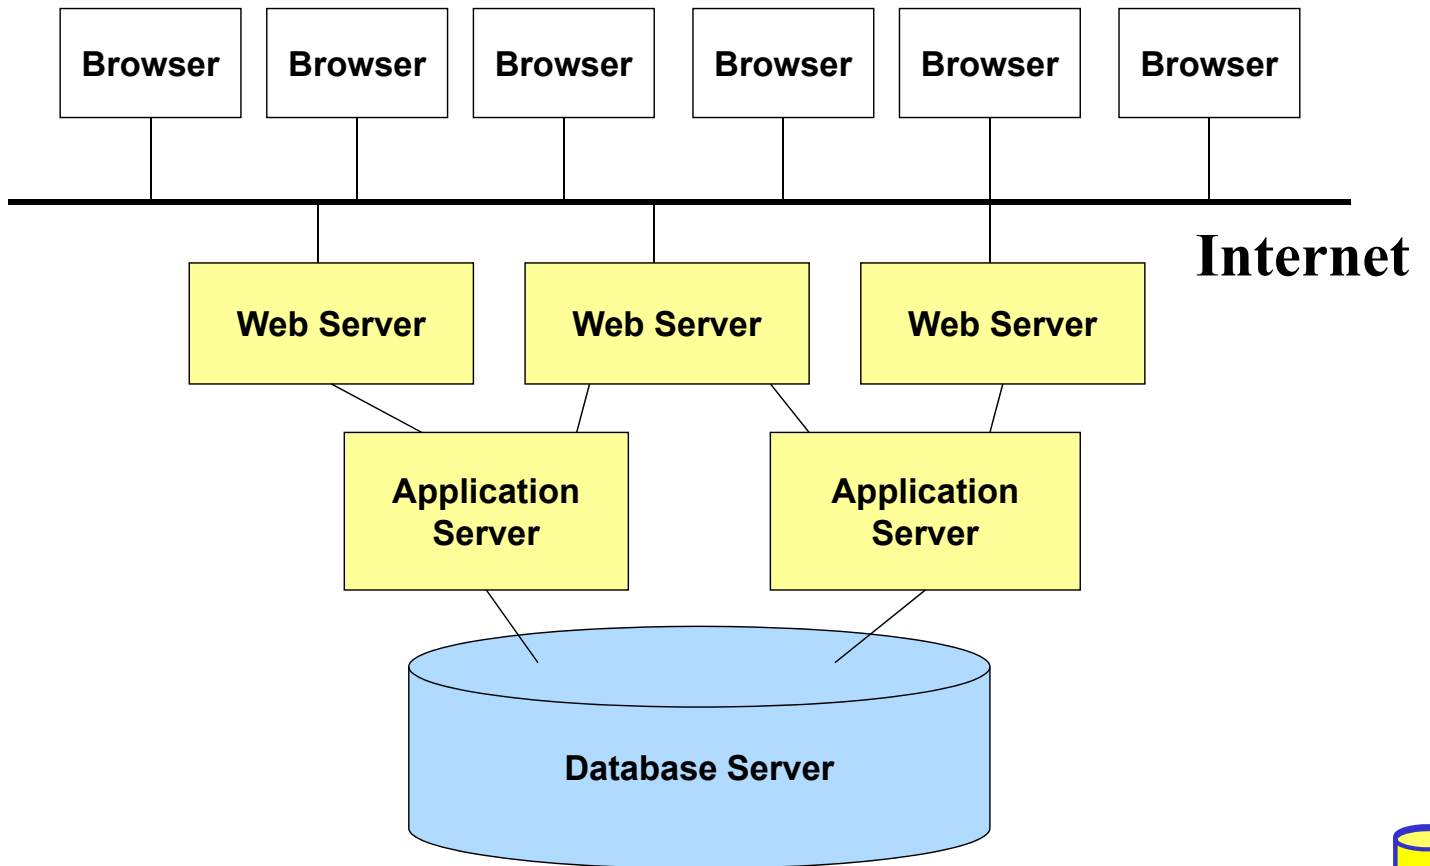 Browser Browser Browser Browser Browser Browser
Internet
Web Server Web Server Web Server
Application Application
Server Server
Database Server